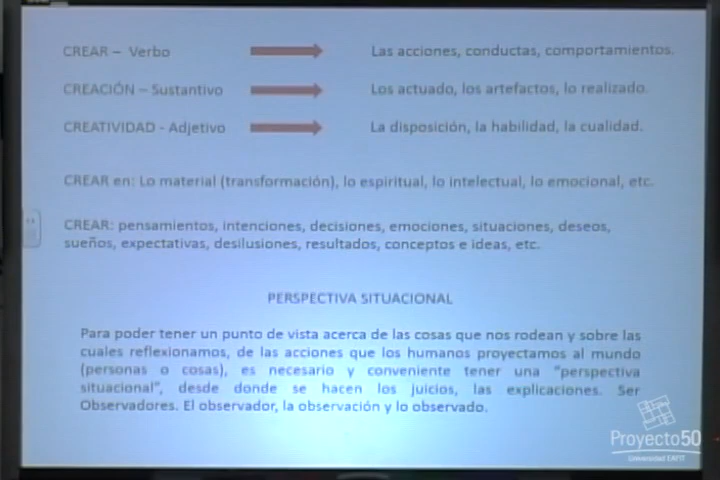 CREAR – Verbo Las acciones, conductas, comportamientos.
CREACIÓN – Sustantivo Los actuado, los artefactos, lo realizado.
CREATIVIDAD - Adjetivo La disposición, la habilidad, la cualidad.
CREAR en: Lo material (transformación), lo espiritual, lo intelectual, lo emocional, etc.
CREAR: pensamientos, intenciones, decisiones, emociones, situaciones, deseos,
sueños, expectativas, desilusiones, resultados, conceptos e ideas, etc.
PERSPECTIVA SITUACIONAL
Para poder tener un punto de vista acerca de las cosas que nos rodean y sobre las
cuales reflexionamos, de las acciones que los humanos proyectamos al mundo
(personas o cosas), es necesario y conveniente tener una "perspectiva
situacional", desde donde se hacen los juicios, las explicaciones. Ser
Observadores. El observador, la observación y lo observado.
Proyecto50
Universidad EAFIT